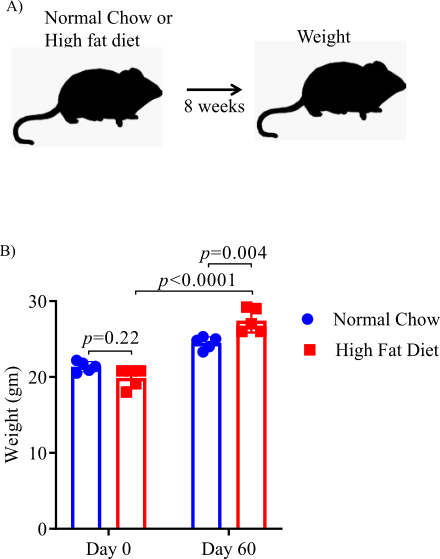 A)
Normal Chow or
High fat diet
Weight
8 weeks
B)
p=0.004
p<0.0001
p=0.22
Normal Chow
High Fat Diet
Weight (gm)
30
20
10
0
Day 0
Day 60